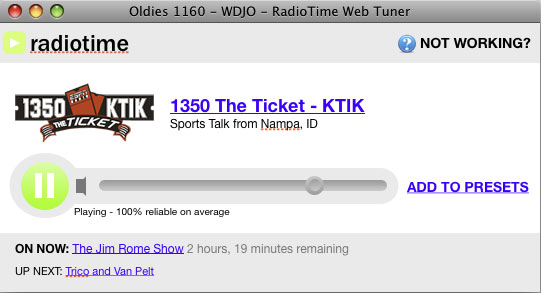 Oldies 1160 - WDJO - RadioTime Web Tuner
radiotime
NOT WORKING?
1350 KTIK
THE TICKET
1350 The Ticket - KTIK
Sports Talk from Nampa, ID
ADD TO PRESETS
Playing - 100% reliable on average
ON NOW: The Jim Rome Show 2 hours, 19 minutes remaining
UP NEXT: Trico and Van Pelt